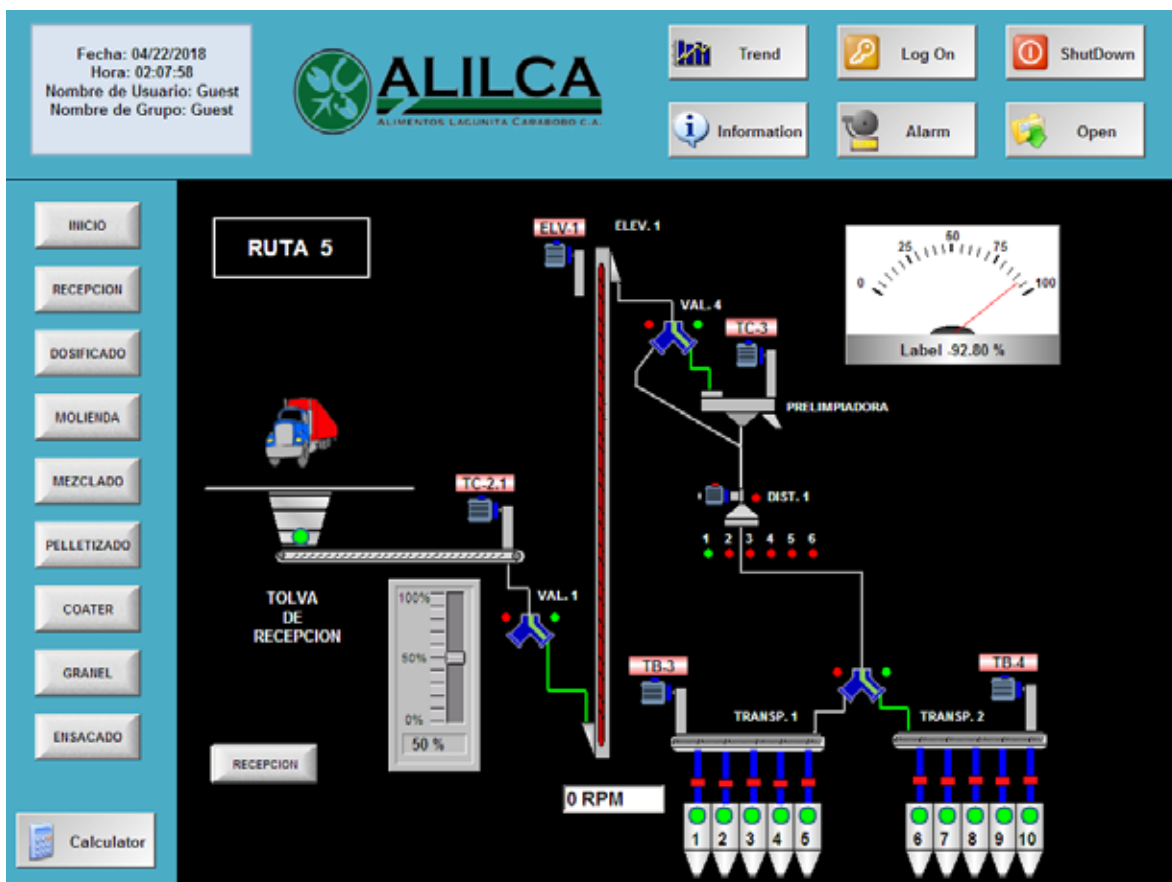 Fecha: 04/22/2018
Hora: 02:07:58
Nombre de Usuario: Guest
Nombre de Grupo: Guest
ALILCA
ALIMENTOS LAGUNITA CARABOBO C.A.
Trend
Log On
ShutDown
Information
Alarm
Open
INICIO
RECEPCION
DOSIFICADO
MOLIENDA
MEZCLADO
PELLETIZADO
COATER
GRANEL
ENSACADO
Calculator
RUTA 5
ELV-1
ELEV. 1
VAL. 4
TC-3
PRELIMPIADORA
0 25 50 75 100
Label -92.80 %
TC-2.1
DIST. 1
1 2 3 4 5 6
TOLVA
DE
RECEPCION
100%
50%
0%
50 %
VAL. 1
RECEPCION
0 RPM
TB-3
TB-4
TRANSP. 1
TRANSP. 2
1 2 3 4 5
6 7 8 9 10